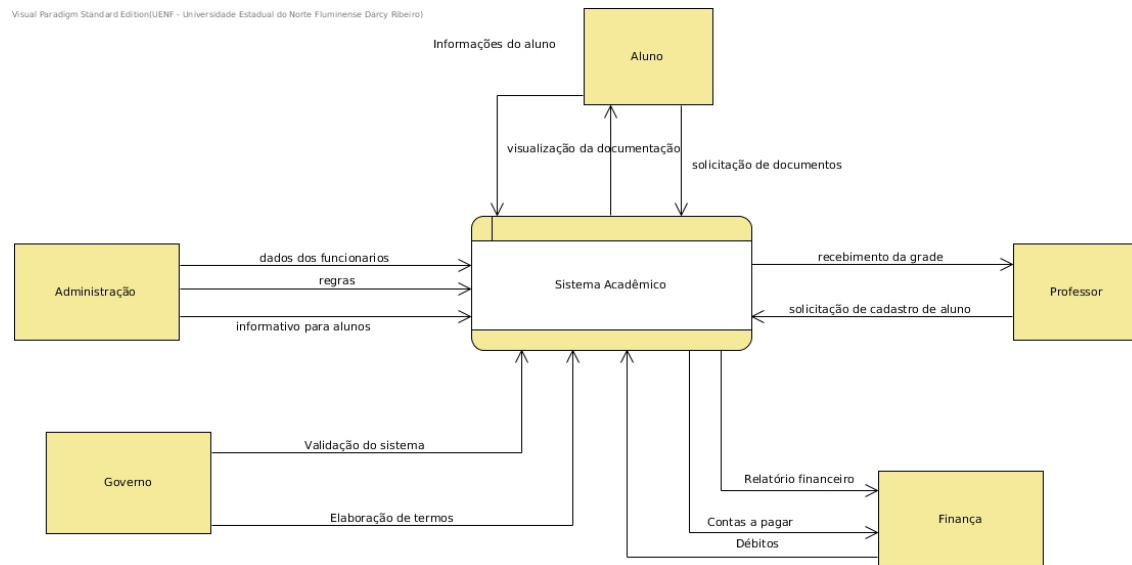 Visual Paradigm Standard Edition(UENF - Universidade Estadual do Norte Fluminense Darcy Ribeiro)
Informações do aluno
Aluno
visualização da documentação
solicitação de documentos
dados dos funcionarios
regras
informativo para alunos
Administração
Sistema Acadêmico
recebimento da grade
solicitação de cadastro de aluno
Professor
Validação do sistema
Governo
Elaboração de termos
Relatório financeiro
Contas a pagar
Débitos
Finança